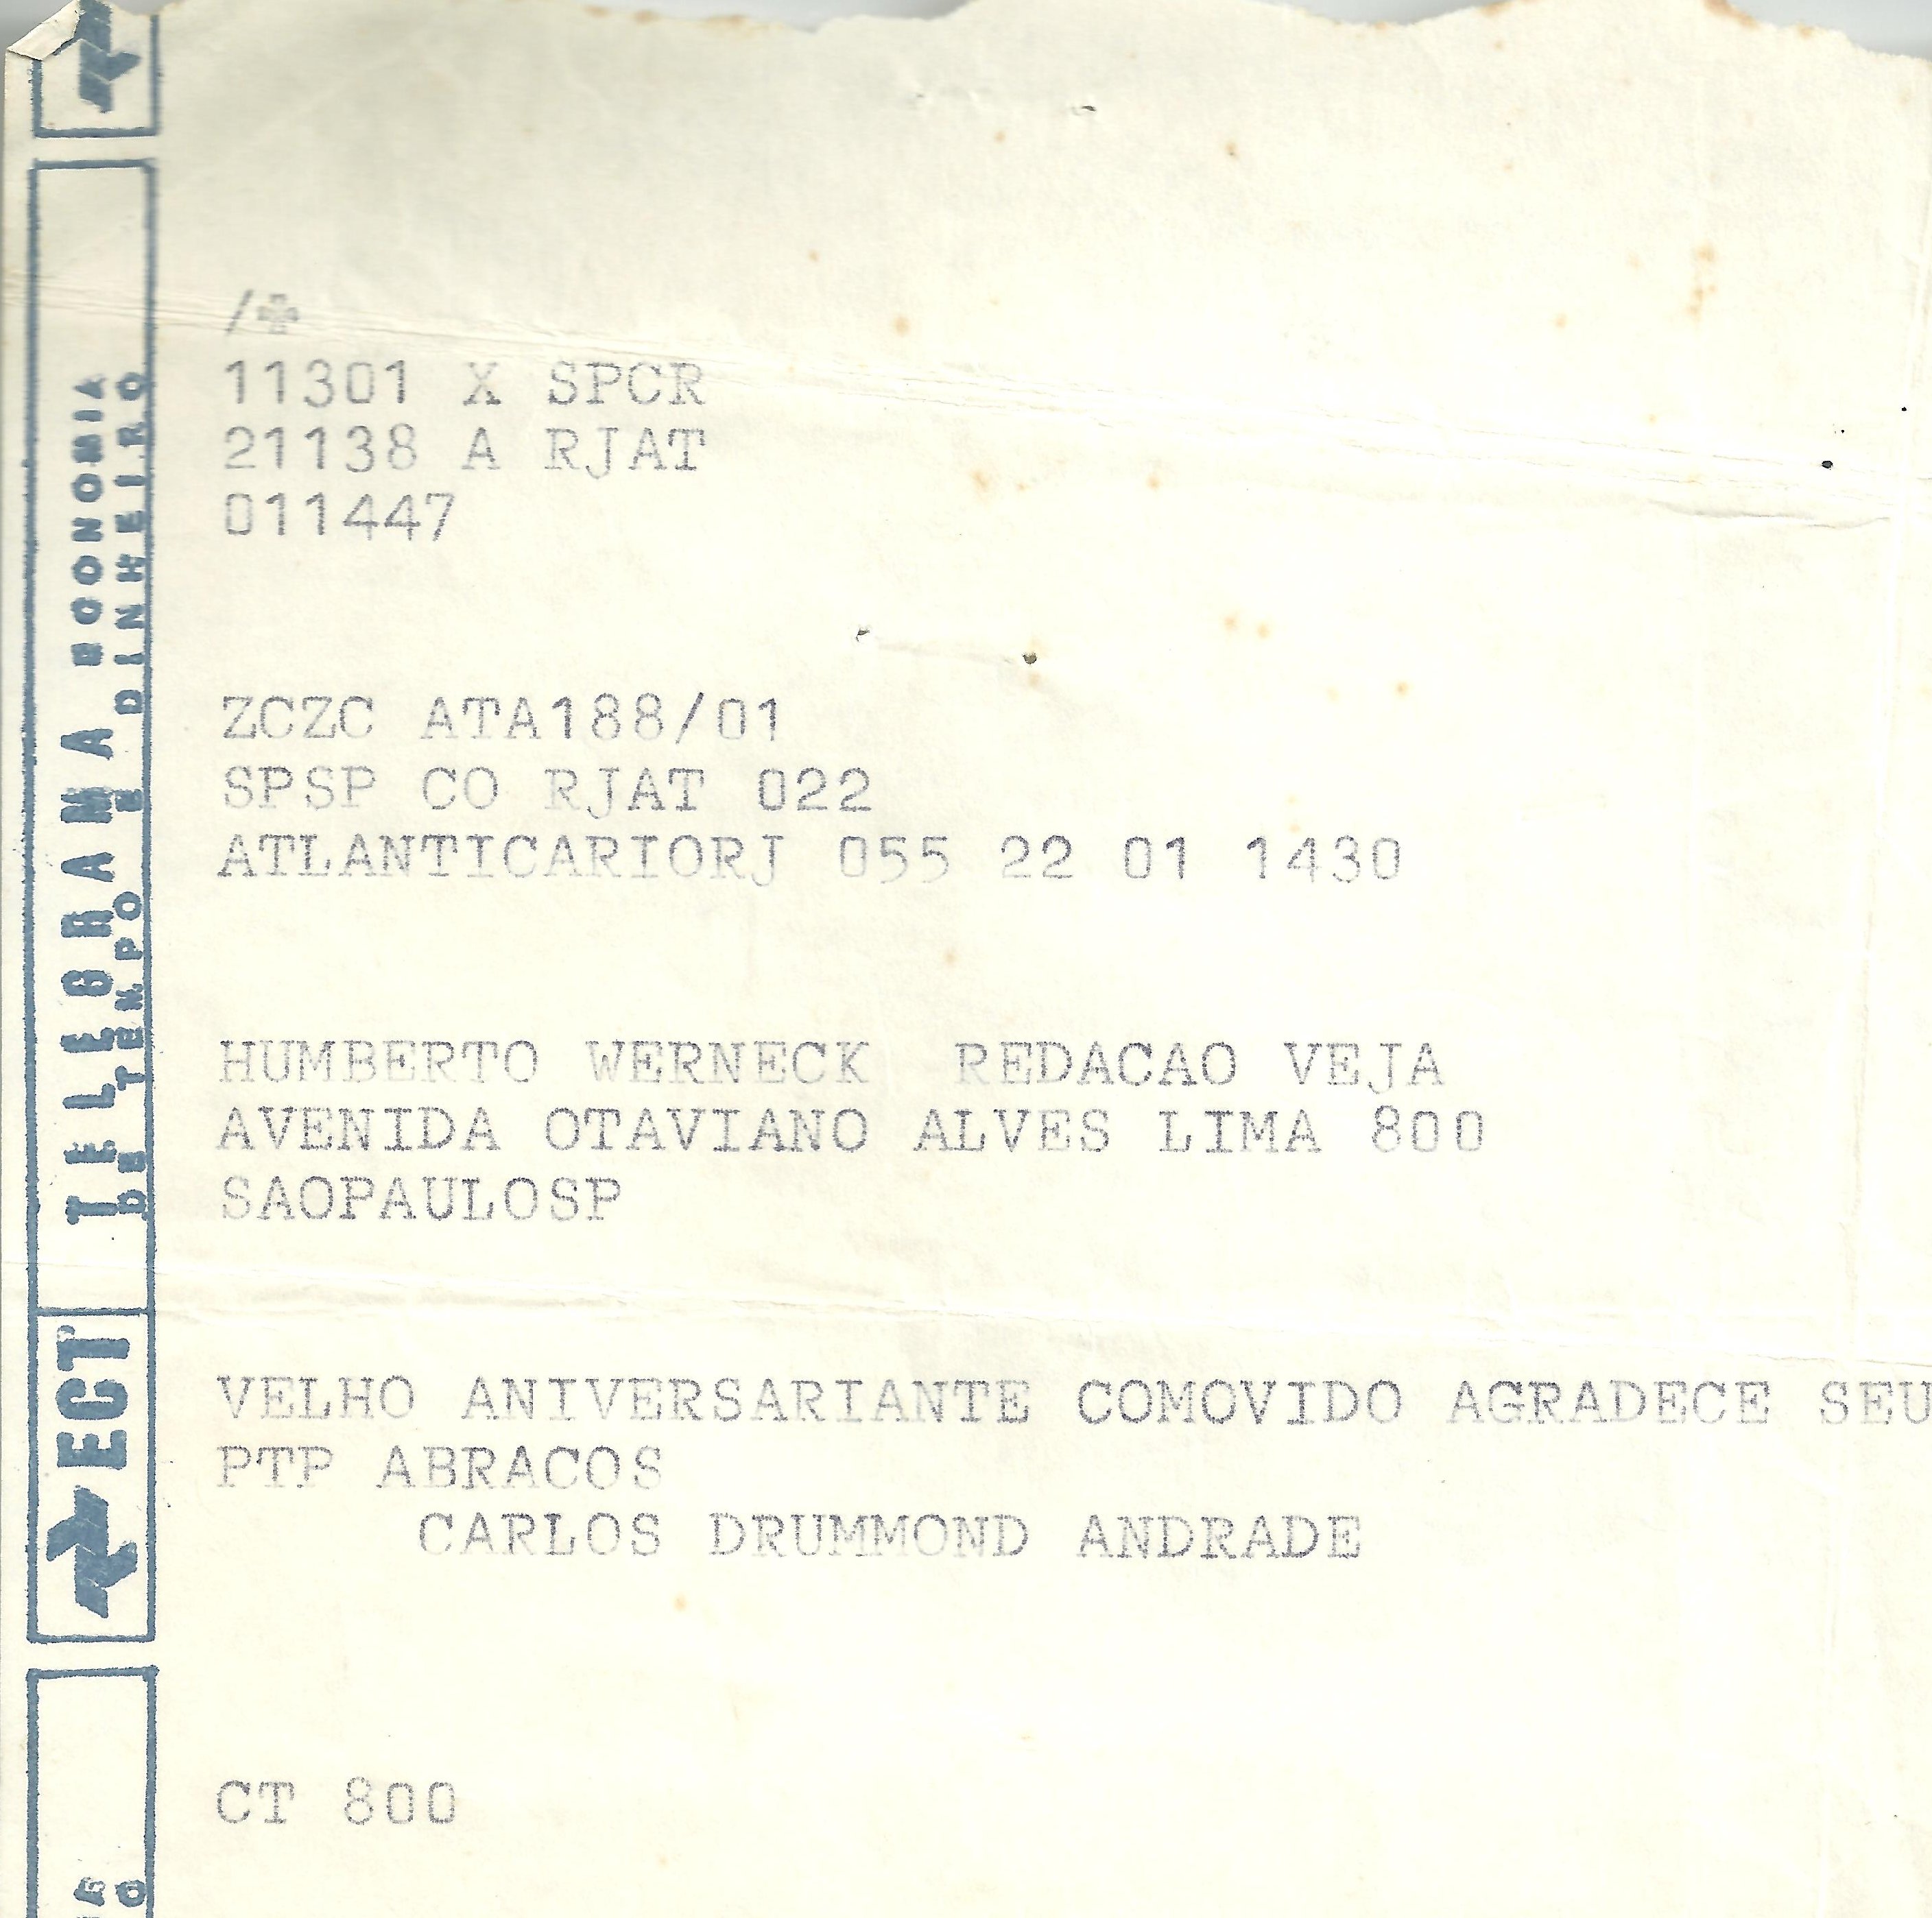 /
11301 X SPCR
21138 A RJAT
011447
ZCZC ATA188/01
SPSP CO RJAT 022
ATLANTICARIORJ 055 22 01 1430
HUMBERTO WERNECK REDACAO VEJA
AVENIDA OTAVIANO ALVES LIMA 800
SAOPAULOSP
VELHO ANIVERSARIANTE COMOVIDO AGRADECE SEU
PTP ABRACOS
CARLOS DRUMMOND ANDRADE
CT 800
ECT TELEGRAMA ECONOMIA
DE TEMPO E DINHEIRO